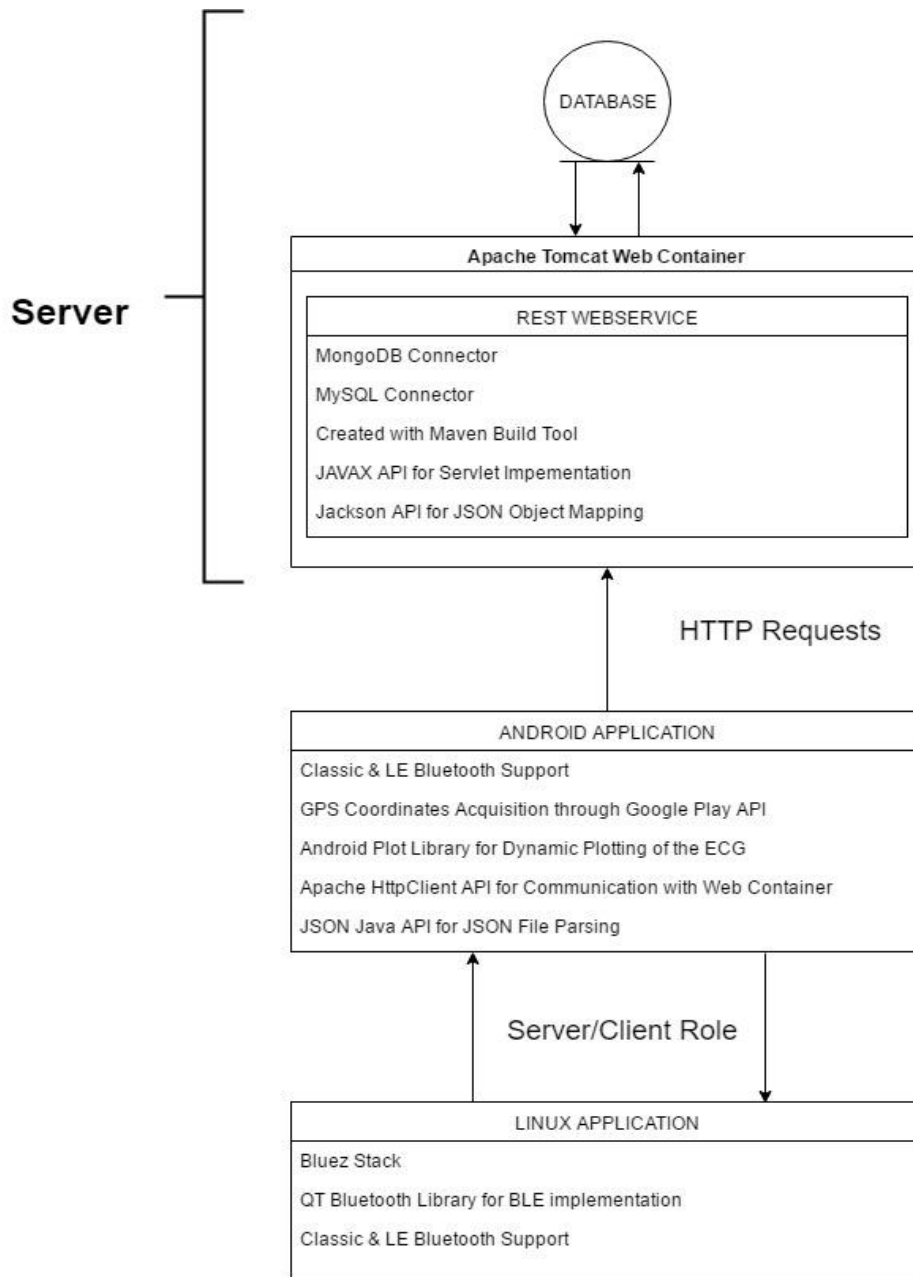 DATABASE
Apache Tomcat Web Container
Server
REST WEBSERVICE
MongoDB Connector
MySQL Connector
Created with Maven Build Tool
JAVAX API for Servlet Impementation
Jackson API for JSON Object Mapping
HTTP Requests
ANDROID APPLICATION
Classic & LE Bluetooth Support
GPS Coordinates Acquisition through Google Play API
Android Plot Library for Dynamic Plotting of the ECG
Apache HttpClient API for Communication with Web Container
JSON Java API for JSON File Parsing
Server/Client Role
LINUX APPLICATION
Bluez Stack
QT Bluetooth Library for BLE implementation
Classic & LE Bluetooth Support